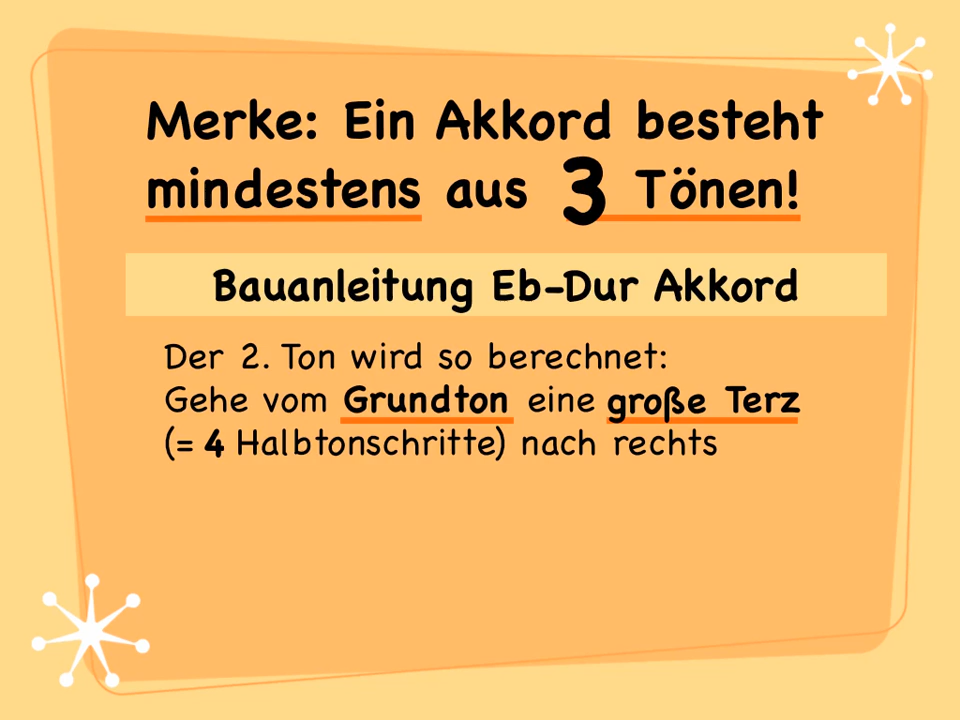 Merke: Ein Akkord besteht
mindestens aus 3 Tönen!
Bauanleitung Eb-Dur Akkord
Der 2. Ton wird so berechnet:
Gehe vom Grundton eine große Terz
(= 4 Halbtonschritte) nach rechts